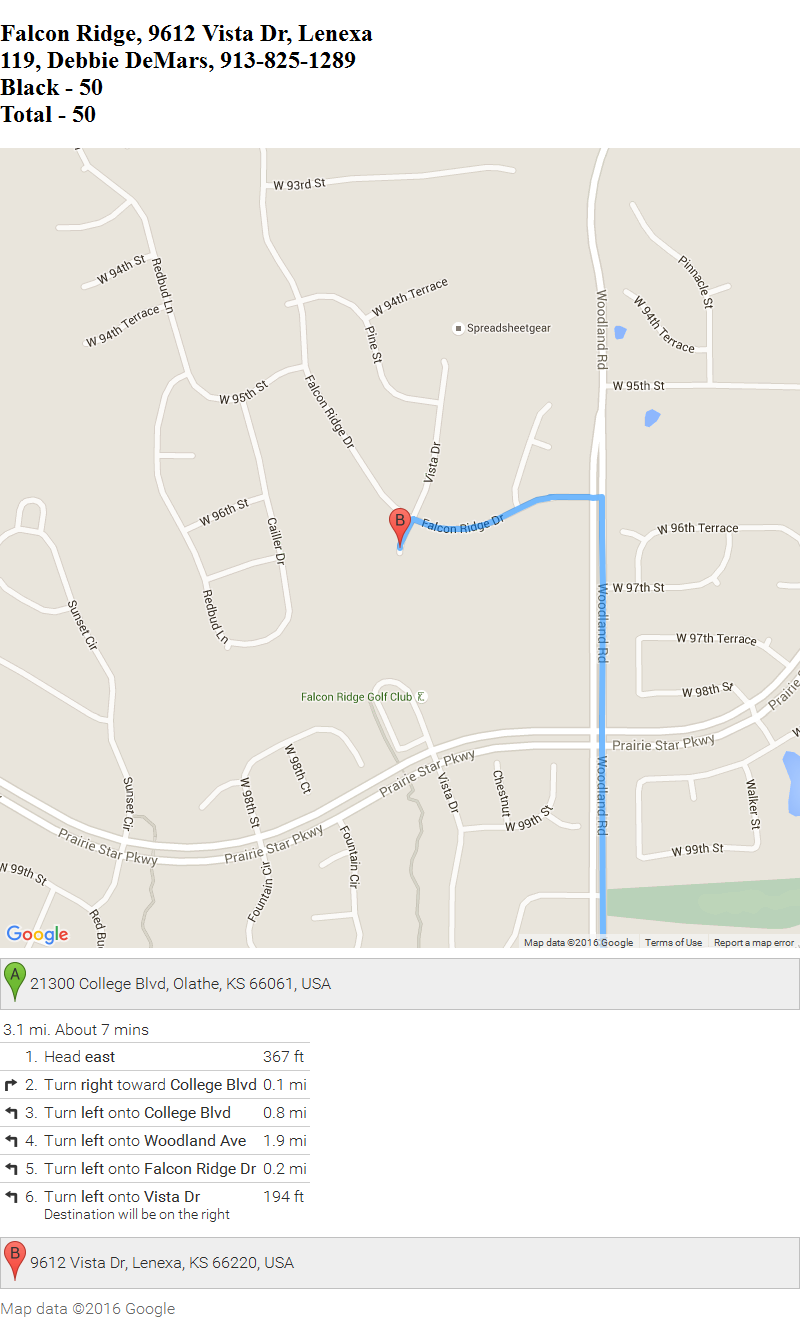 Falcon Ridge, 9612 Vista Dr, Lenexa
119, Debbie DeMars, 913-825-1289
Black - 50
Total - 50
W 93rd St
W 94th St
Redbud Ln
W 94th Terrace
W 94th Terrace
Pine St
Spreadsheetgear
Woodland Rd
Pinnacle St
W 94th Terrace
W 95th St
W 95th St
Falcon Ridge Dr
Vista Dr
B
Falcon Ridge Dr
W 96th St
Cailler Dr
W 96th Terrace
W 97th St
Woodland Rd
Redbud Ln
Sunset Cir
W 97th Terrace
W 98th St
Prairie
Falcon Ridge Golf Club
Prairie Star Pkwy
Prairie Star Pkwy
W 98th Ct
W 98th St
Vista Dr
Chestnut
W 99th St
Woodland Rd
Walker St
W 99th St
Sunset Cir
Prairie Star Pkwy
Prairie Star Pkwy
Fountain Cir
Fountain Cir
W 99th St
Red Bu
Google
Map data ©2016 Google Terms of Use Report a map error
A 21300 College Blvd, Olathe, KS 66061, USA
3.1 mi. About 7 mins
1. Head east 367 ft
2. Turn right toward College Blvd 0.1 mi
3. Turn left onto College Blvd 0.8 mi
4. Turn left onto Woodland Ave 1.9 mi
5. Turn left onto Falcon Ridge Dr 0.2 mi
6. Turn left onto Vista Dr 194 ft
Destination will be on the right
B 9612 Vista Dr, Lenexa, KS 66220, USA
Map data ©2016 Google